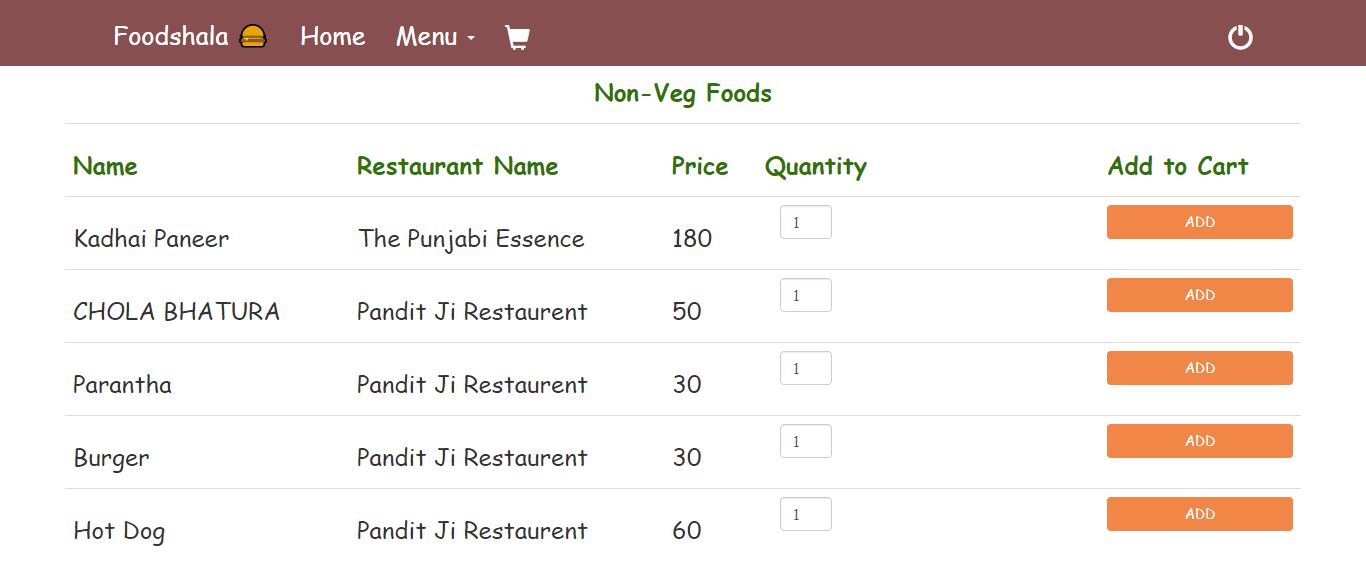 Foodshala Home Menu
Non-Veg Foods
Name Restaurant Name Price Quantity Add to Cart
Kadhai Paneer The Punjabi Essence 180 1 ADD
CHOLA BHATURA Pandit Ji Restaurent 50 1 ADD
Parantha Pandit Ji Restaurent 30 1 ADD
Burger Pandit Ji Restaurent 30 1 ADD
Hot Dog Pandit Ji Restaurent 60 1 ADD